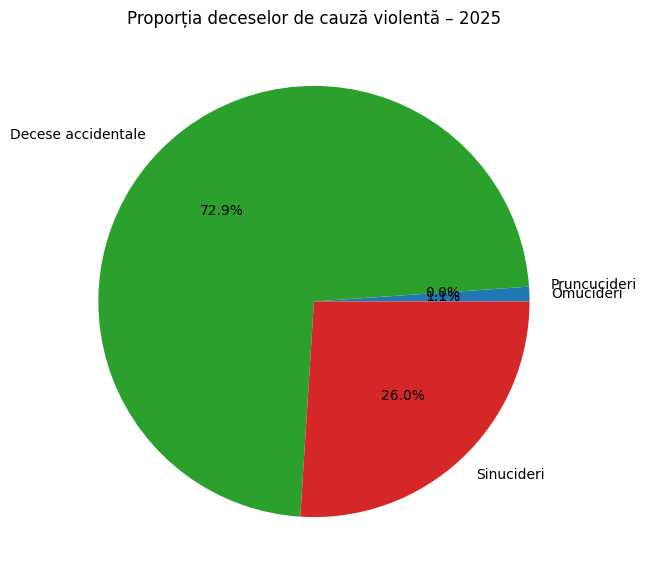 Proporția deceselor de cauză violentă – 2025
Decese accidentale
72.9%
Pruncucideri
0.0%
Omucideri
1.1%
26.0%
Sinucideri